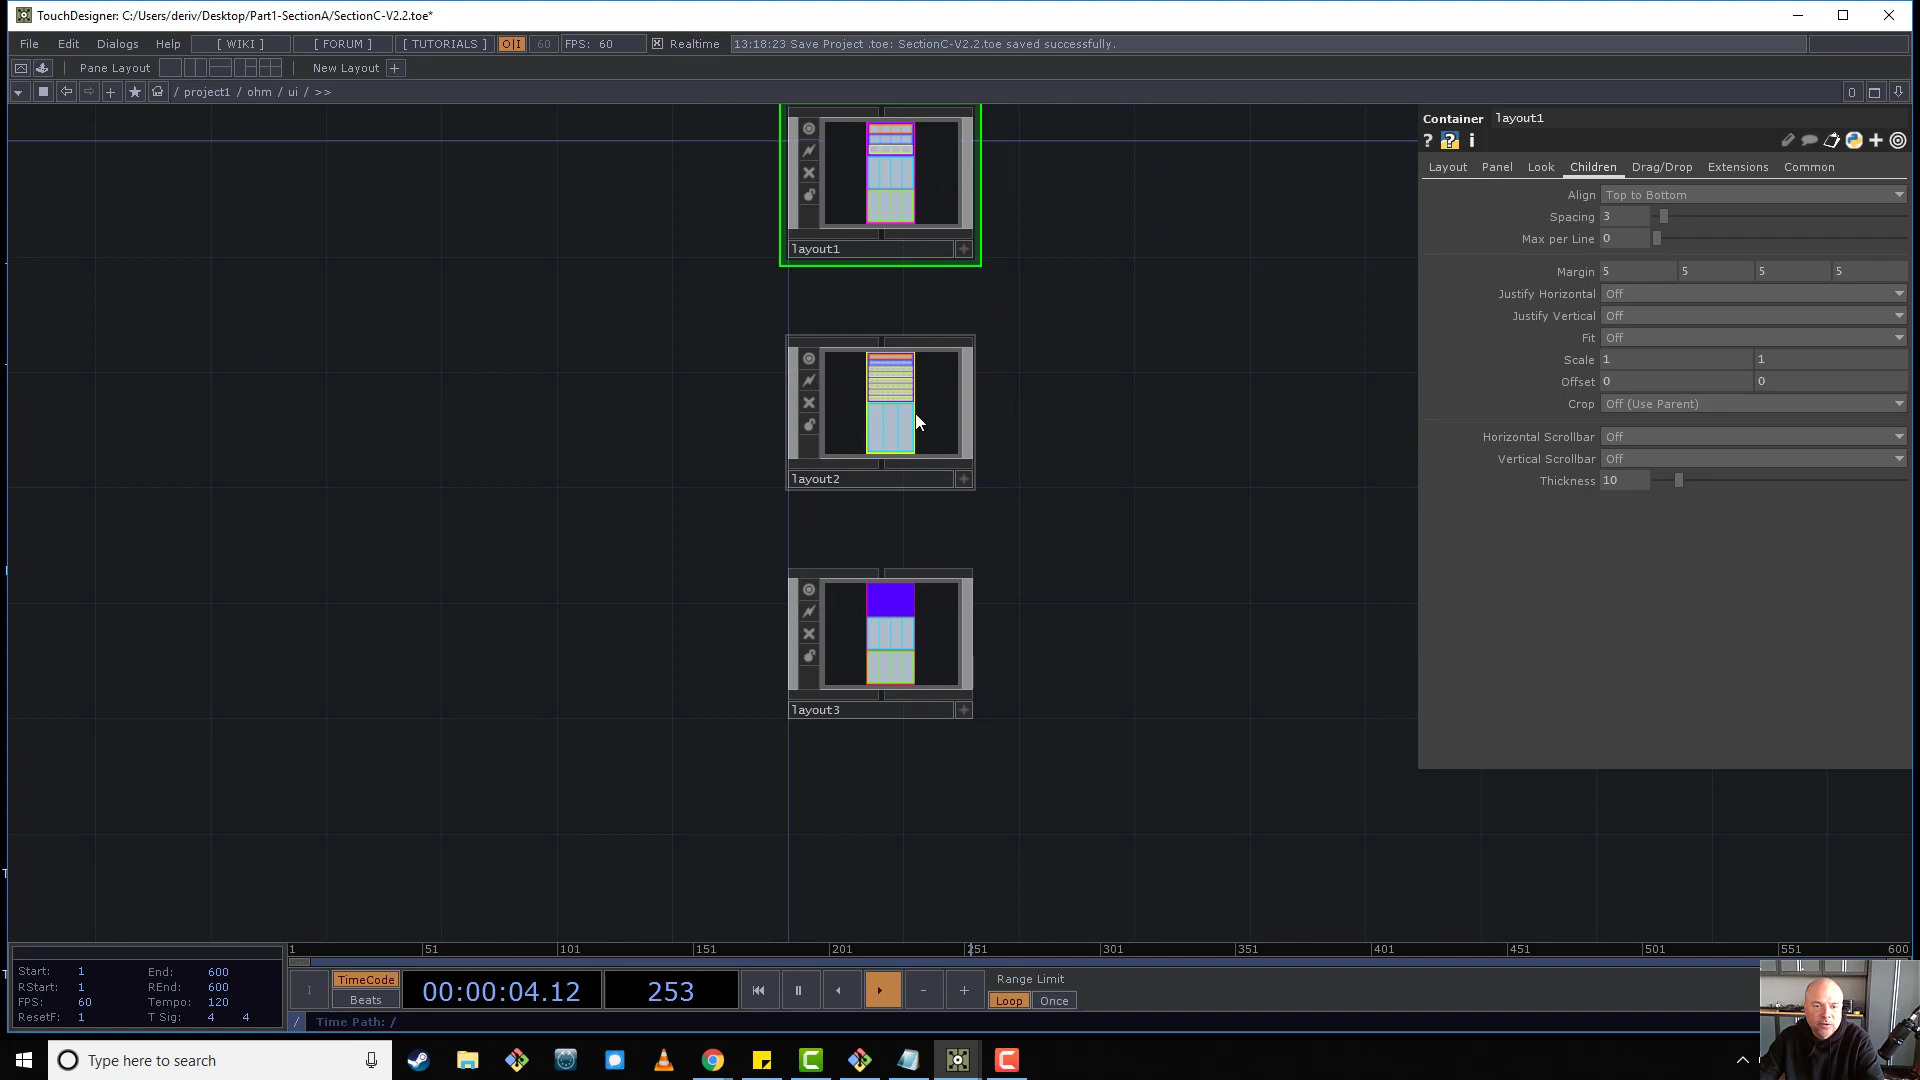 TouchDesigner: C:/Users/deriv/Desktop/Part1-SectionA/SectionC-V2.2.toe*
File Edit Dialogs Help [ WIKI ] [ FORUM ] [ TUTORIALS ] O|I 60 FPS: 60 Realtime 13:18:23 Save Project .toe: SectionC-V2.2.toe saved successfully.
Pane Layout New Layout +
/ project1 / ohm / ui / >> 0
Container layout1
? ? i
Layout Panel Look Children Drag/Drop Extensions Common
Align Top to Bottom
Spacing 3
Max per Line 0
Margin 5 5 5 5
Justify Horizontal Off
Justify Vertical Off
Fit Off
Scale 1 1
Offset 0 0
Crop Off (Use Parent)
Horizontal Scrollbar Off
Vertical Scrollbar Off
Thickness 10
layout1
layout2
layout3
1 51 101 151 201 251 301 351 401 451 501 551 600
Start: 1 End: 600
RStart: 1 REnd: 600
FPS: 60 Tempo: 120
ResetF: 1 T Sig: 4 4
TimeCode
Beats
00:00:04.12 253
Range Limit
Loop Once
/ Time Path: /
Type here to search